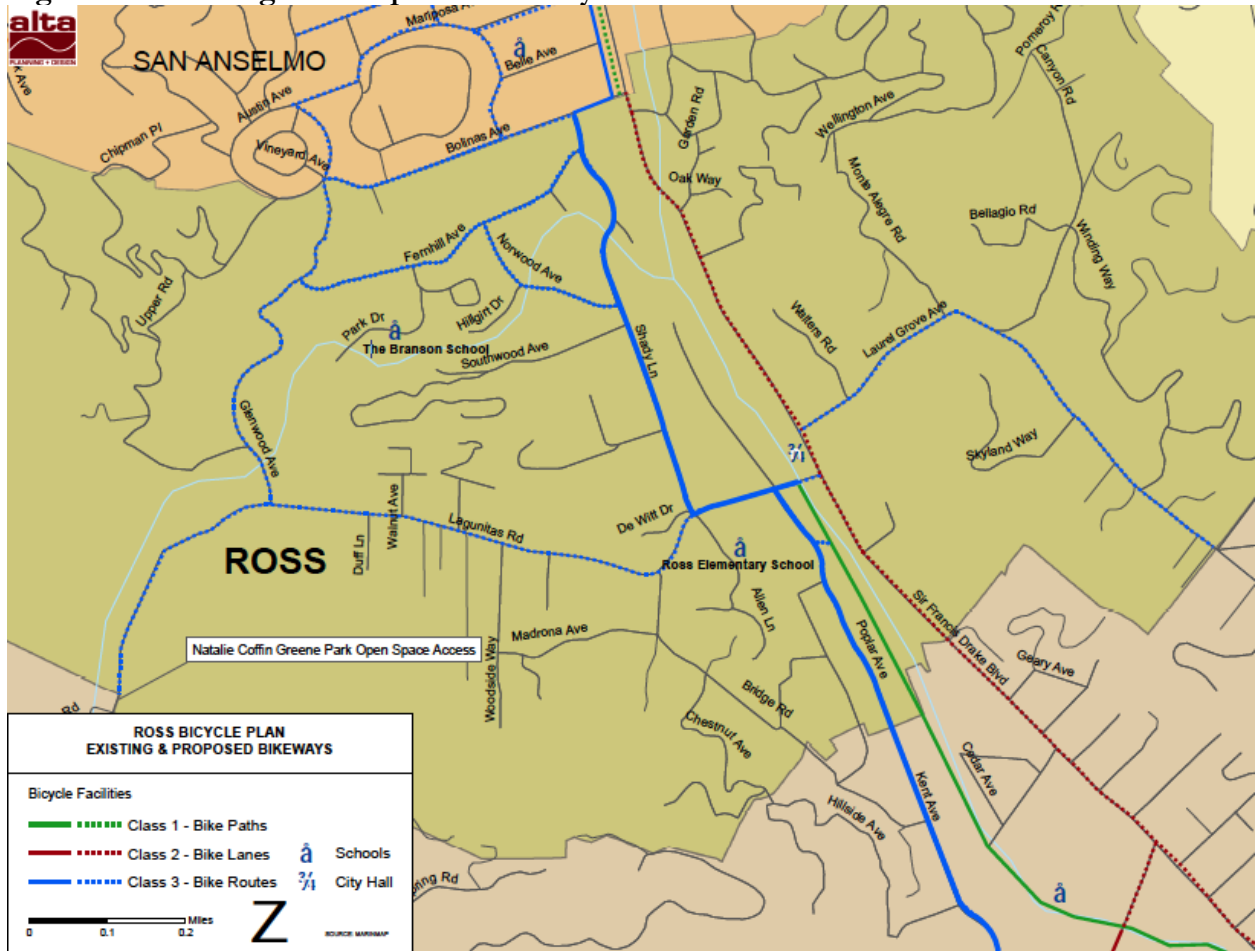 alta
PLANNING + DESIGN
SAN ANSELMO
Mariposa A
Belle Ave
Austin Ave
Bolinas Ave
Vineyard Ave
Chipman Pl
Garden Rd
Wellington Ave
Pomeroy R
Canyon Rd
Oak Way
Monte Alegre Rd
Bellagio Rd
Winding Way
Fernhill Ave
Norwood Ave
Upper Rd
Park Dr
Hillgirt Dr
The Branson School
Southwood Ave
Shady Ln
Walters Rd
Laurel Grove Ave
Glenwood Ave
Skyland Way
Walnut Ave
Duff Ln
Lagunitas Rd
De Witt Dr
ROSS
Ross Elementary School
Allen Ln
Poplar Ave
Sir Francis Drake Blvd
Geary Ave
Natalie Coffin Greene Park Open Space Access
Madrona Ave
Woodside Way
Bridge Rd
Chestnut Ave
Cedar Ave
Kent Ave
Hillside Ave
Rd
ROSS BICYCLE PLAN
EXISTING & PROPOSED BIKEWAYS
Bicycle Facilities
Class 1 - Bike Paths
Class 2 - Bike Lanes
å Schools
Class 3 - Bike Routes
¾ City Hall
Miles
0 0.1 0.2
Z
SOURCE: MARINMAP
pring Rd